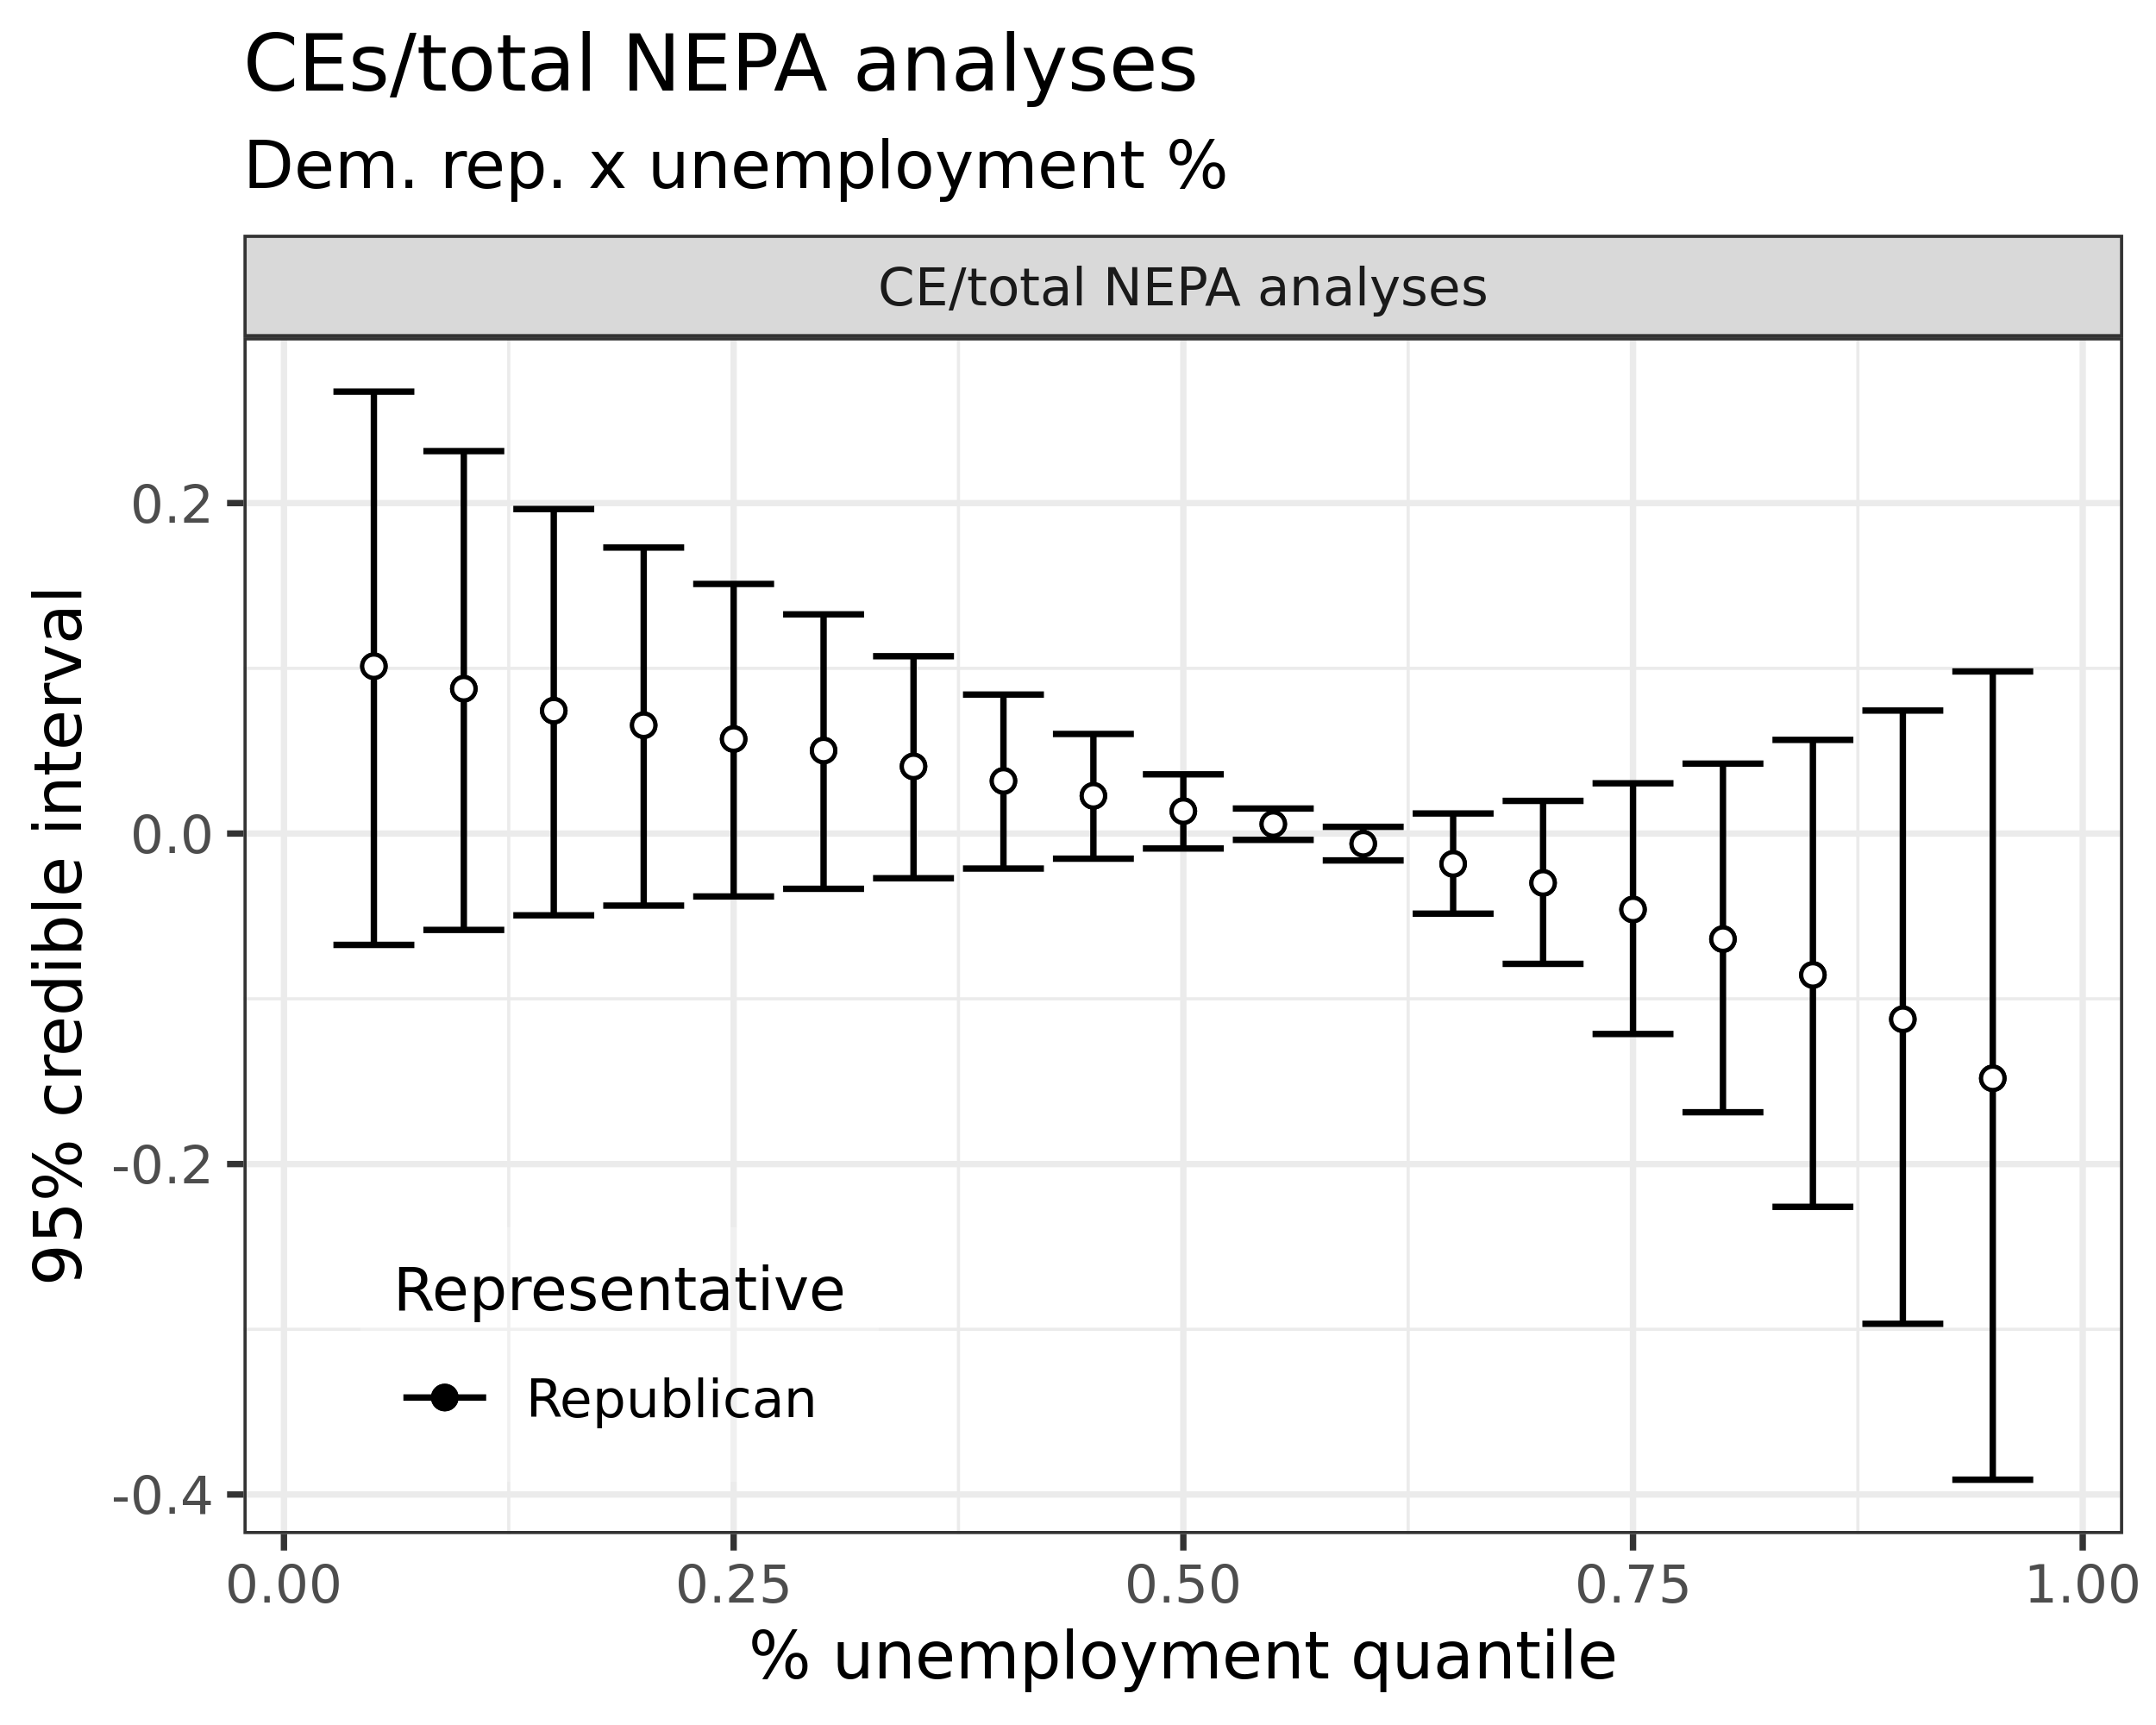 CEs/total NEPA analyses
Dem. rep. x unemployment %
CE/total NEPA analyses
95% credible interval
0.2
0.0
-0.2
-0.4
Representative
Republican
0.00 0.25 0.50 0.75 1.00
% unemployment quantile